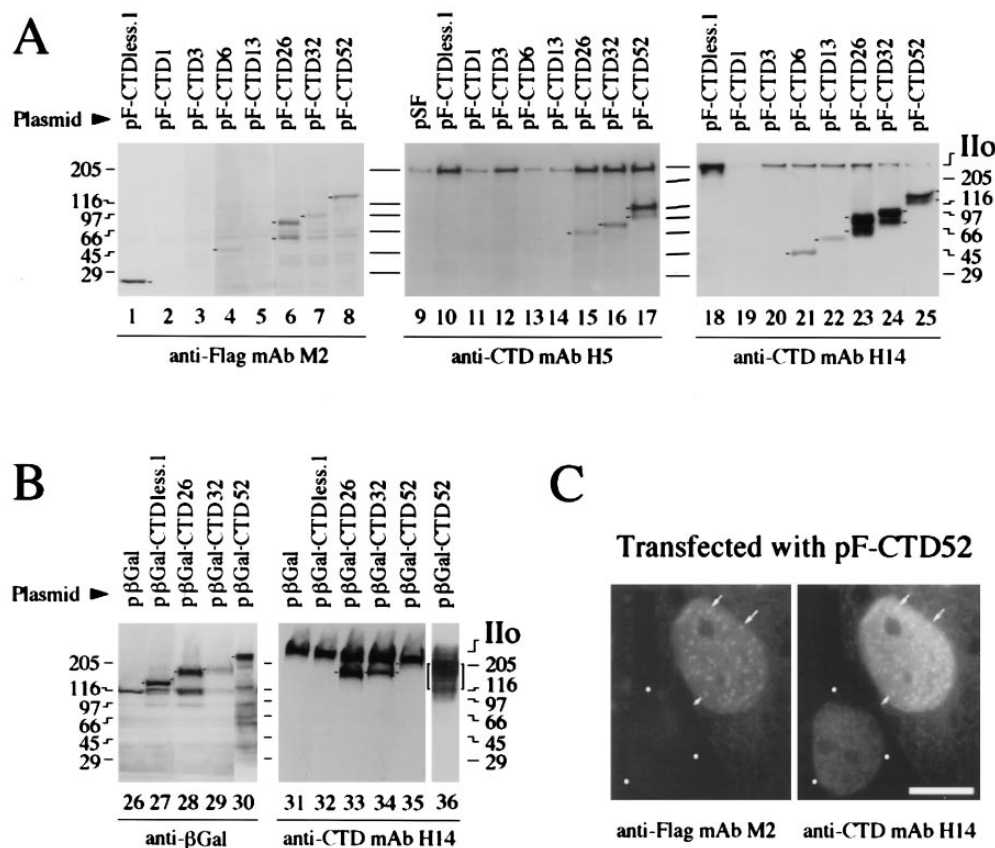 A
pF-CTDless.1
pF-CTD1
pF-CTD3
pF-CTD6
pF-CTD13
pF-CTD26
pF-CTD32
pF-CTD52
pSF
pF-CTDless.1
pF-CTD1
pF-CTD3
pF-CTD6
pF-CTD13
pF-CTD26
pF-CTD32
pF-CTD52
pF-CTDless.1
pF-CTD1
pF-CTD3
pF-CTD6
pF-CTD13
pF-CTD26
pF-CTD32
pF-CTD52
Plasmid ►
IIo
205
116
97
66
45
29
205
116
97
66
45
29
1 2 3 4 5 6 7 8
9 10 11 12 13 14 15 16 17
18 19 20 21 22 23 24 25
anti-Flag mAb M2
anti-CTD mAb H5
anti-CTD mAb H14
B
pβGal
pβGal-CTDless.1
pβGal-CTD26
pβGal-CTD32
pβGal-CTD52
pβGal
pβGal-CTDless.1
pβGal-CTD26
pβGal-CTD32
pβGal-CTD52
pβGal-CTD52
Plasmid ►
IIo
205
116
97
66
45
29
205
116
97
66
45
29
26 27 28 29 30
31 32 33 34 35 36
anti-βGal
anti-CTD mAb H14
C
Transfected with pF-CTD52
anti-Flag mAb M2
anti-CTD mAb H14